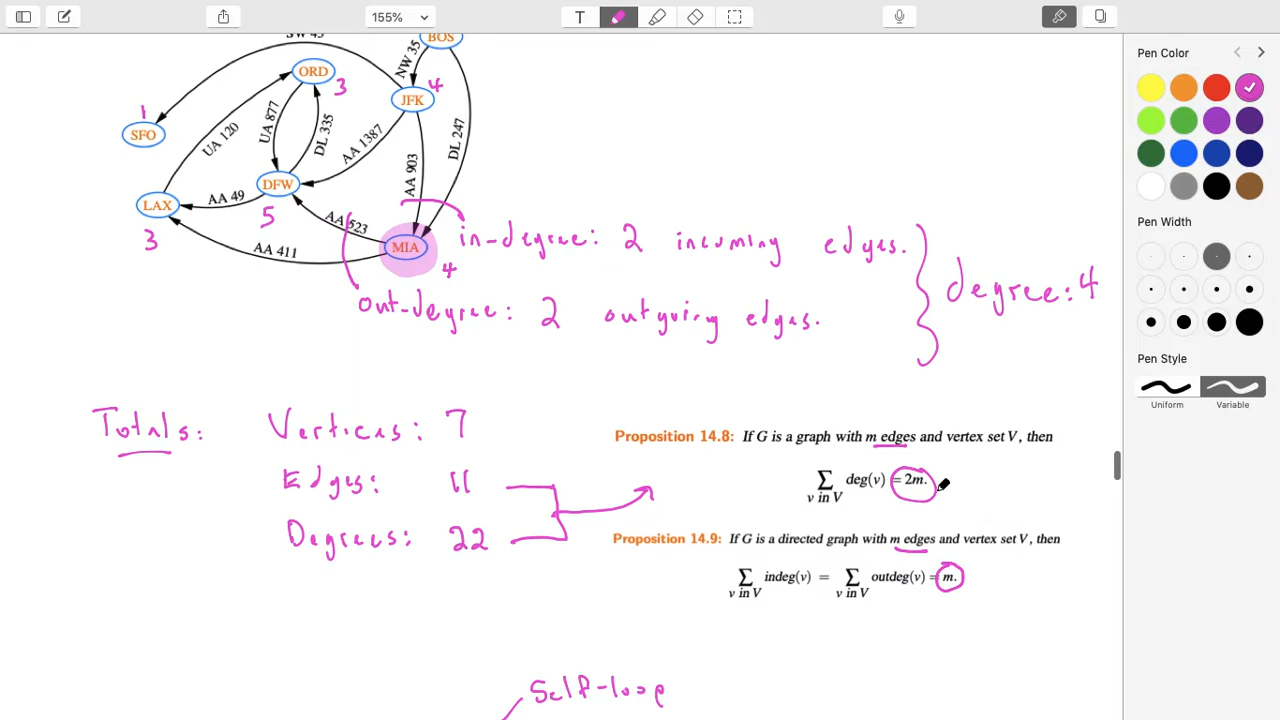 155%
T
SW 45
BOS
NW 35
ORD
3
4
JFK
1
SFO
UA 120
UA 877
DL 335
AA 1387
AA 903
DL 247
DFW
5
LAX
3
AA 49
AA 523
AA 411
MIA
4
in-degree: 2 incoming edges.
out-degree: 2 outgoing edges.
degree: 4
Totals: Vertices: 7
Edges: 11
Degrees: 22
Proposition 14.8: If G is a graph with m edges and vertex set V, then
∑ deg(v) = 2m.
v in V
Proposition 14.9: If G is a directed graph with m edges and vertex set V, then
∑ indeg(v) = ∑ outdeg(v) = m.
v in V v in V
Self-loop
Pen Color
Pen Width
Pen Style
Uniform Variable